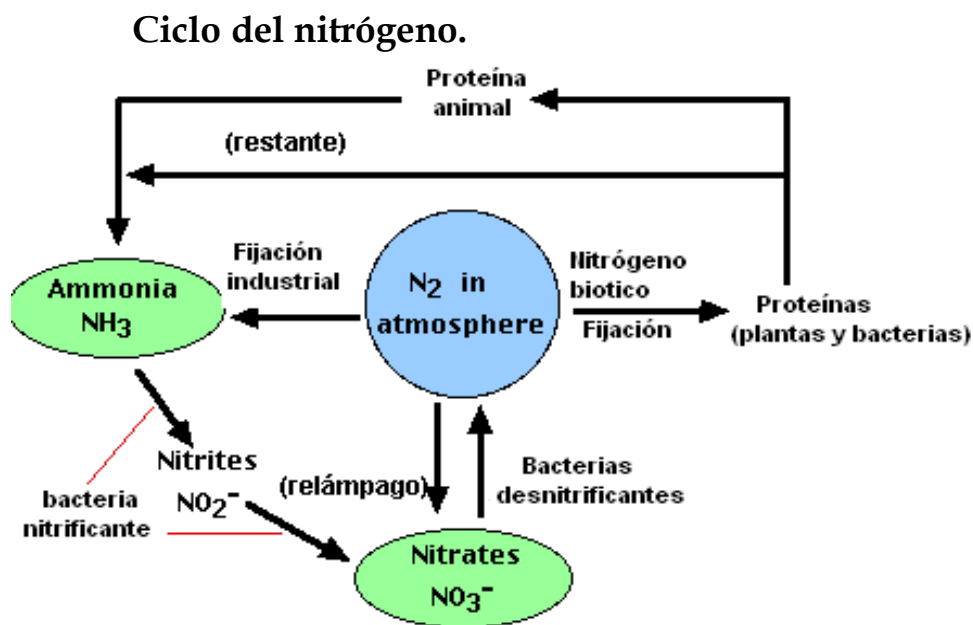 Ciclo del nitrógeno.
Proteína
animal
(restante)
Fijación
industrial
Ammonia
NH₃
N₂ in
atmosphere
Nitrógeno
biotico
Fijación
Proteínas
(plantas y bacterias)
Nitrites
NO₂⁻
bacteria
nitrificante
(relámpago)
Bacterias
desnitrificantes
Nitrates
NO₃⁻